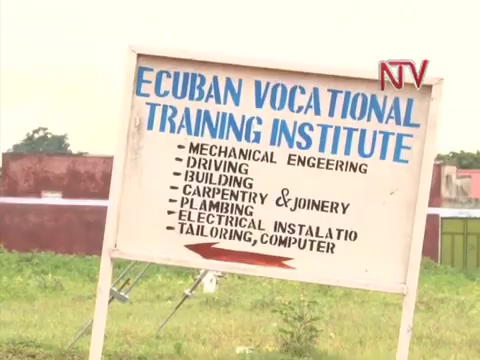 NTV
ECUBAN VOCATIONAL
TRAINING INSTITUTE
- MECHANICAL ENGEERING
- DRIVING
- BUILDING
- CARPENTRY & JOINERY
- PLAMBING
- ELECTRICAL INSTALATIO
- TAILORING, COMPUTER